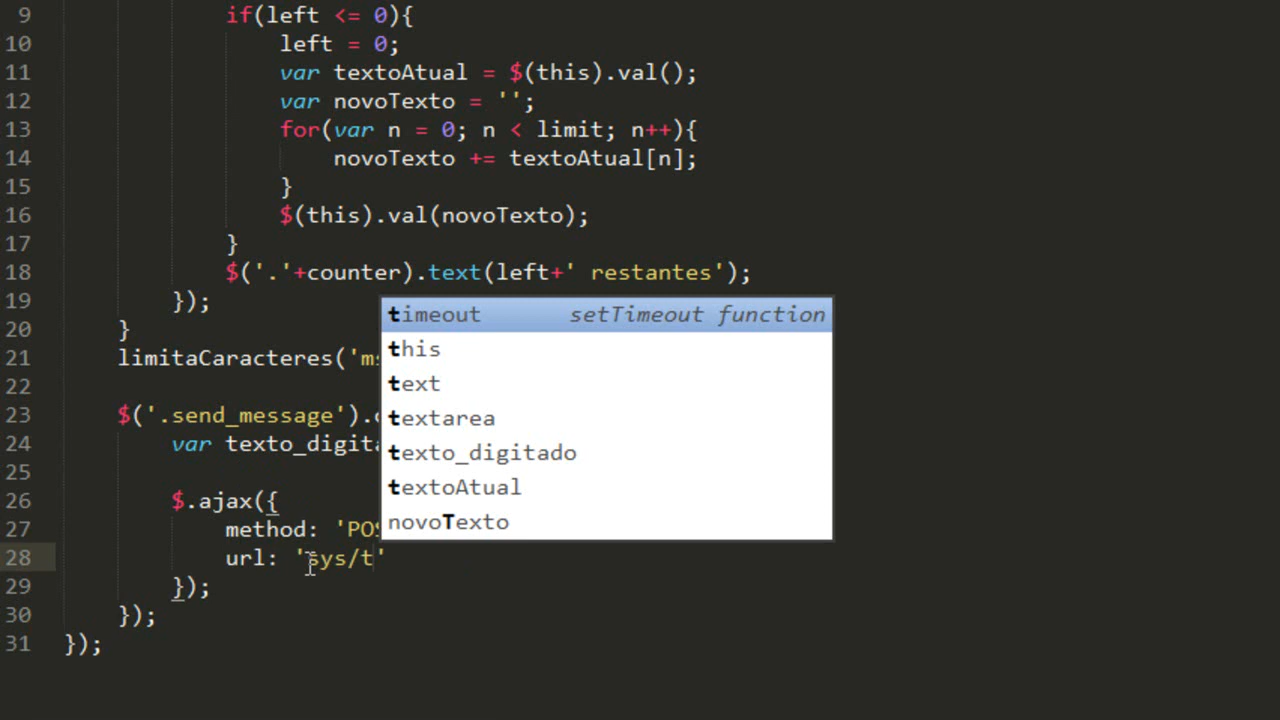 9 if(left <= 0){
10 left = 0;
11 var textoAtual = $(this).val();
12 var novoTexto = '';
13 for(var n = 0; n < limit; n++){
14 novoTexto += textoAtual[n];
15 }
16 $(this).val(novoTexto);
17 }
18 $('.'+counter).text(left+' restantes');
19 });
20 }
21 limitaCaracteres('m
22
23 $('.send_message').
24 var texto_digita
25
26 $.ajax({
27 method: 'POS
28 url: 'sys/t'
29 });
30 });
31 });
timeout setTimeout function
this
text
textarea
texto_digitado
textoAtual
novoTexto